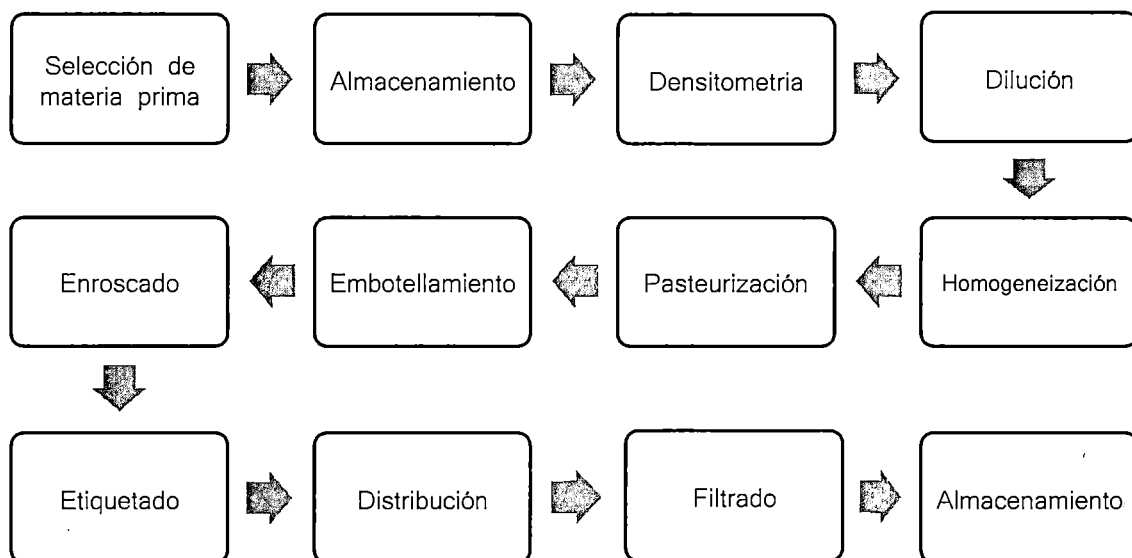 Selección de
materia prima
Almacenamiento
Densitometria
Dilución
Enroscado
Embotellamiento
Pasteurización
Homogeneización
Etiquetado
Distribución
Filtrado
Almacenamiento